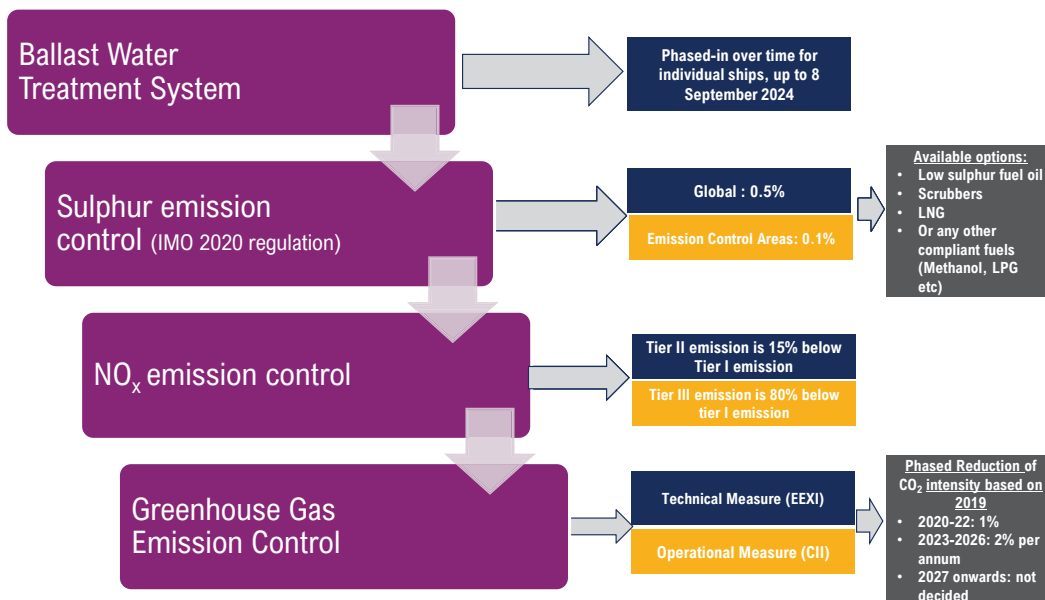 Ballast Water
Treatment System
Phased-in over time for
individual ships, up to 8
September 2024
Sulphur emission
control (IMO 2020 regulation)
Global : 0.5%
Emission Control Areas: 0.1%
Available options:
• Low sulphur fuel oil
• Scrubbers
• LNG
• Or any other
compliant fuels
(Methanol, LPG
etc)
NOx emission control
Tier II emission is 15% below
Tier I emission
Tier III emission is 80% below
tier I emission
Greenhouse Gas
Emission Control
Technical Measure (EEXI)
Operational Measure (CII)
Phased Reduction of
CO2 intensity based on
2019
• 2020-22: 1%
• 2023-2026: 2% per
annum
• 2027 onwards: not
decided